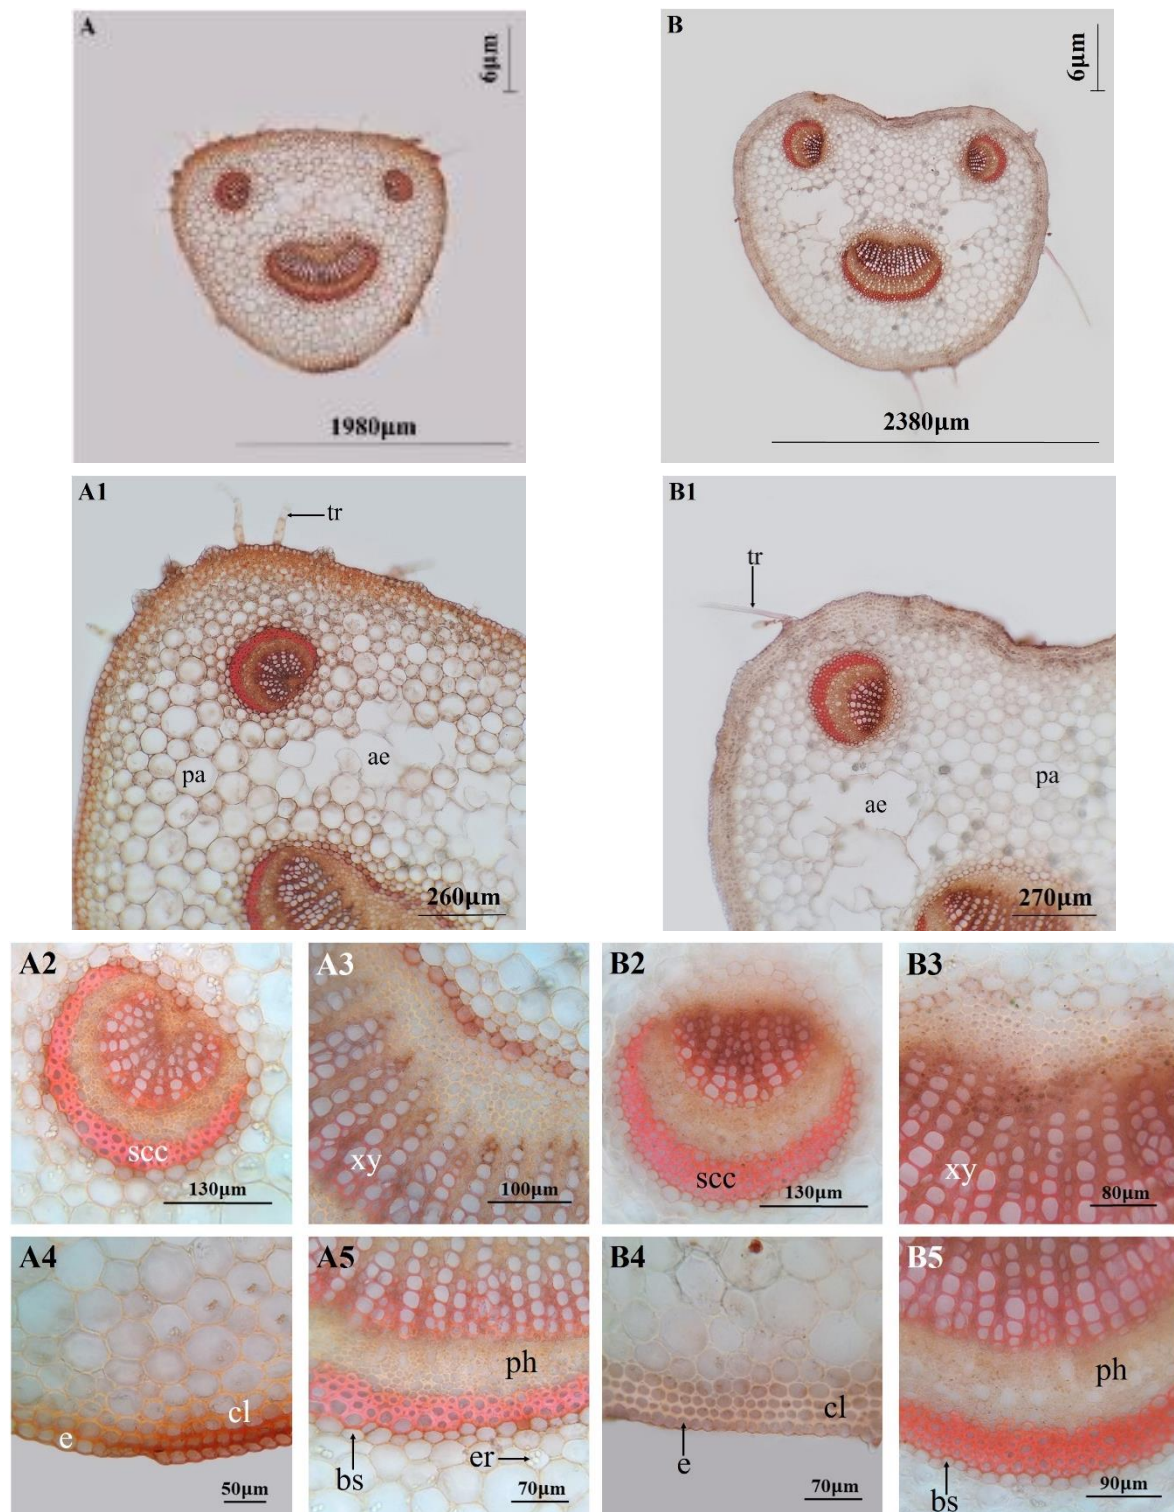 A
6μm
1980μm
B
6μm
2380μm
A1
tr
pa
ae
260μm
B1
tr
pa
ae
270μm
A2
scc
130μm
A3
xy
100μm
B2
scc
130μm
B3
xy
80μm
A4
cl
e
50μm
A5
ph
bs
er
70μm
B4
cl
e
70μm
B5
ph
bs
90μm